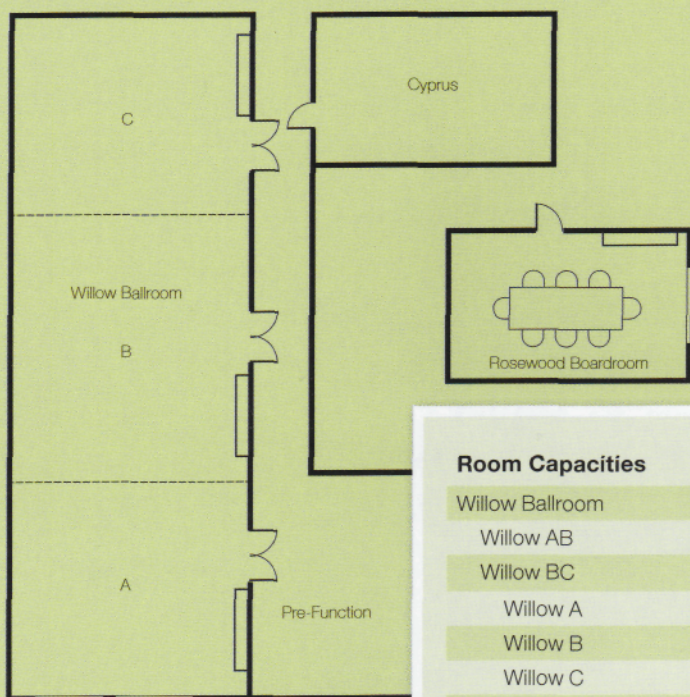 C
Cyprus
Willow Ballroom
B
Rosewood Boardroom
A
Pre-Function
Room Capacities
Willow Ballroom
Willow AB
Willow BC
Willow A
Willow B
Willow C